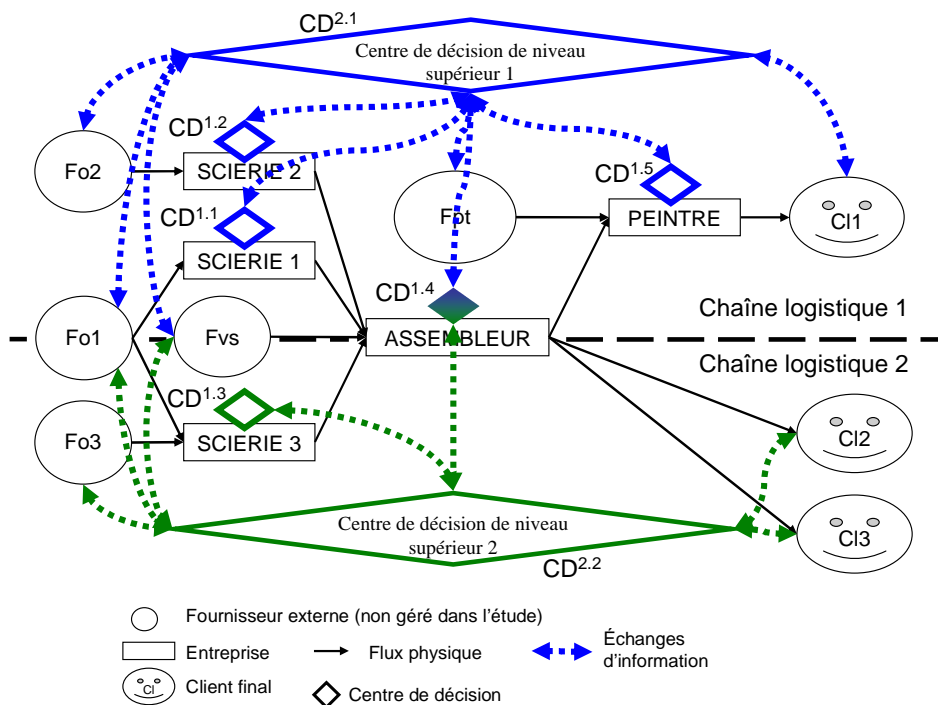 CD2.1
Centre de décision de niveau
supérieur 1
CD1.2
Fo2
SCIERIE 2
CD1.1
SCIERIE 1
Fpt
CD1.5
PEINTRE
Cl1
CD1.4
Chaîne logistique 1
Fo1
Fvs
ASSEMBLEUR
Chaîne logistique 2
CD1.3
Fo3
SCIERIE 3
Cl2
Centre de décision de niveau
supérieur 2
Cl3
CD2.2
Fournisseur externe (non géré dans l'étude)
Entreprise
Flux physique
Échanges
d'information
Cl
Client final
Centre de décision